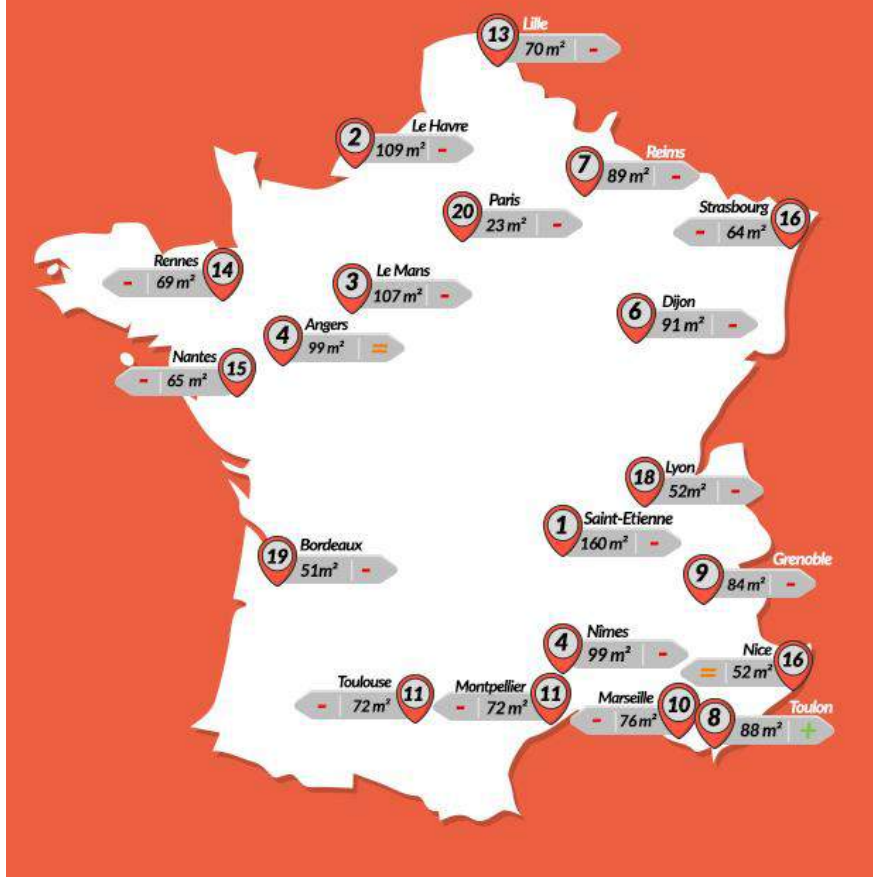 Lille
13
70 m² -
Le Havre
2
109 m² -
Reims
7
89 m² -
Paris
20
23 m² -
Strasbourg
16
- 64 m²
Rennes
14
- 69 m²
Le Mans
3
107 m² -
Dijon
6
91 m² -
Angers
4
99 m² =
Nantes
15
- 65 m²
Lyon
18
52m² -
Saint-Etienne
1
160 m² -
Bordeaux
19
51m² -
Grenoble
9
84 m² -
Nîmes
4
99 m² -
Nice
16
= 52 m²
Toulouse
11
- 72 m²
Montpellier
11
- 72 m²
Marseille
10
- 76 m²
Toulon
8
88 m² +